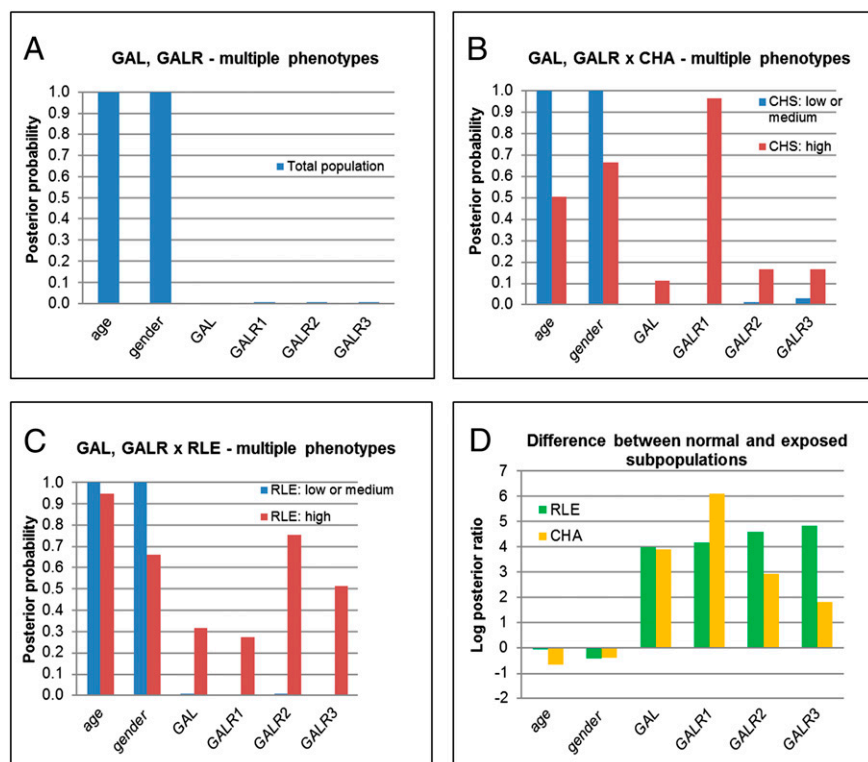 A
GAL, GALR - multiple phenotypes
Posterior probability
1.0
0.9
0.8
0.7
0.6
0.5
0.4
0.3
0.2
0.1
0.0
Total population
age
gender
GAL
GALR1
GALR2
GALR3
B
GAL, GALR x CHA - multiple phenotypes
Posterior probability
1.0
0.9
0.8
0.7
0.6
0.5
0.4
0.3
0.2
0.1
0.0
CHS: low or
medium
CHS: high
age
gender
GAL
GALR1
GALR2
GALR3
C
GAL, GALR x RLE - multiple phenotypes
Posterior probability
1.0
0.9
0.8
0.7
0.6
0.5
0.4
0.3
0.2
0.1
0.0
RLE: low or medium
RLE: high
age
gender
GAL
GALR1
GALR2
GALR3
D
Difference between normal and exposed
subpopulations
Log posterior ratio
7
6
5
4
3
2
1
0
-1
-2
RLE
CHA
age
gender
GAL
GALR1
GALR2
GALR3